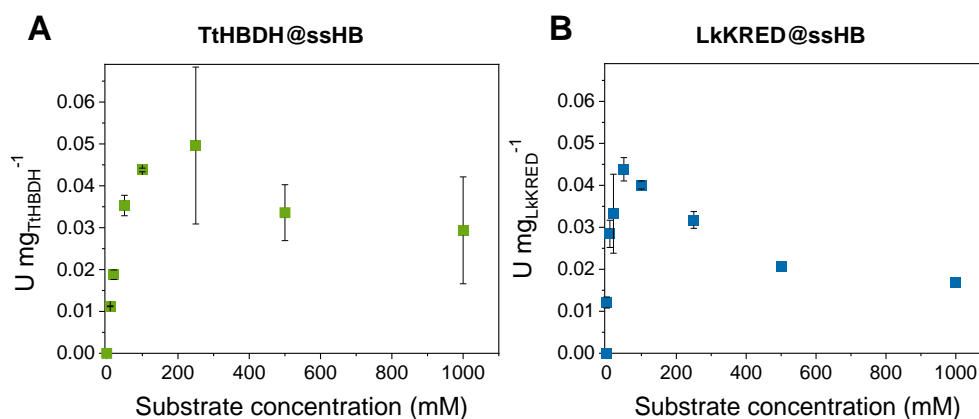 A
TtHBDH@ssHB
U mg_TtHBDH^-1
0.06
0.05
0.04
0.03
0.02
0.01
0.00
0 200 400 600 800 1000
Substrate concentration (mM)
B
LkKRED@ssHB
U mg_LkKRED^-1
0.06
0.05
0.04
0.03
0.02
0.01
0.00
0 200 400 600 800 1000
Substrate concentration (mM)